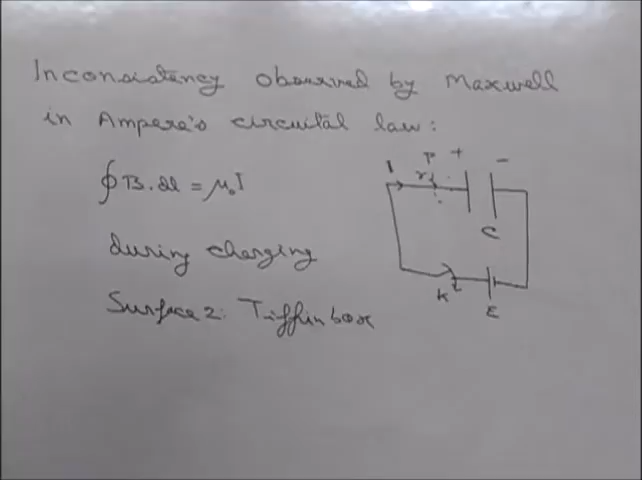 Inconsistency observed by Maxwell
in Ampere's circuital law:
∮B.dl = μ₀I
during charging
Surface 2: Tiffin box
I P + -
r
C
K E